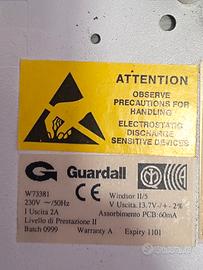 ATTENTION
OBSERVE
PRECAUTIONS FOR
HANDLING
ELECTROSTATIC
DISCHARGE
SENSITIVE DEVICES
Guardall
W73381
Windsor II/5
230V ~/50Hz
V Uscita. 13.7V-/+ - 2%
I Uscita 2A
Assorbimento PCB: 60mA
Livello di Prestazione II
Batch 0999
Warranty A
Expiry 1101